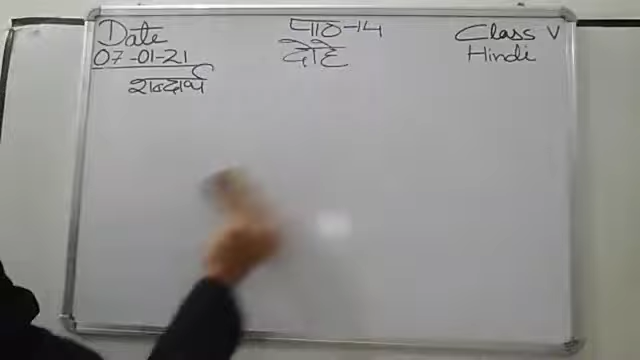 Date पाठ-14 Class V
07-01-21 दोहे Hindi
शब्दार्थ